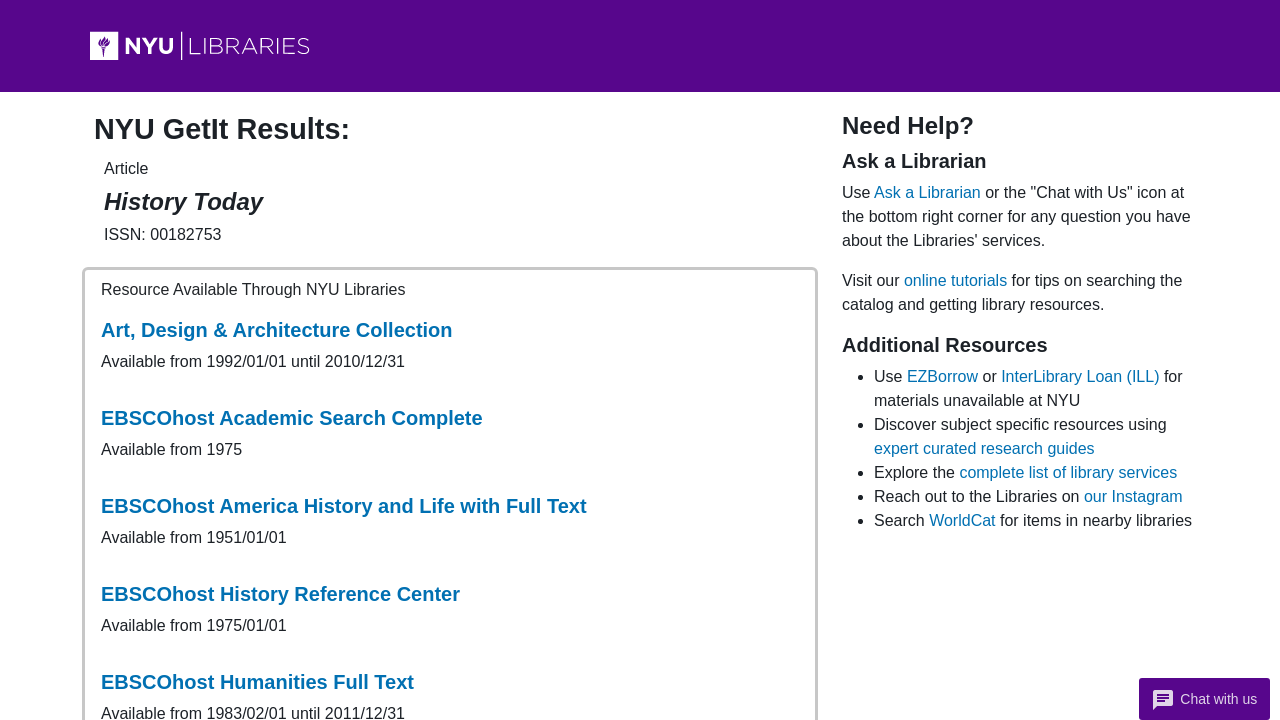 NYU LIBRARIES
NYU GetIt Results:
Article
History Today
ISSN: 00182753
Resource Available Through NYU Libraries
Art, Design & Architecture Collection
Available from 1992/01/01 until 2010/12/31
EBSCOhost Academic Search Complete
Available from 1975
EBSCOhost America History and Life with Full Text
Available from 1951/01/01
EBSCOhost History Reference Center
Available from 1975/01/01
EBSCOhost Humanities Full Text
Available from 1983/02/01 until 2011/12/31
Need Help?
Ask a Librarian
Use Ask a Librarian or the "Chat with Us" icon at
the bottom right corner for any question you have
about the Libraries' services.
Visit our online tutorials for tips on searching the
catalog and getting library resources.
Additional Resources
Use EZBorrow or InterLibrary Loan (ILL) for
materials unavailable at NYU
Discover subject specific resources using
expert curated research guides
Explore the complete list of library services
Reach out to the Libraries on our Instagram
Search WorldCat for items in nearby libraries
Chat with us